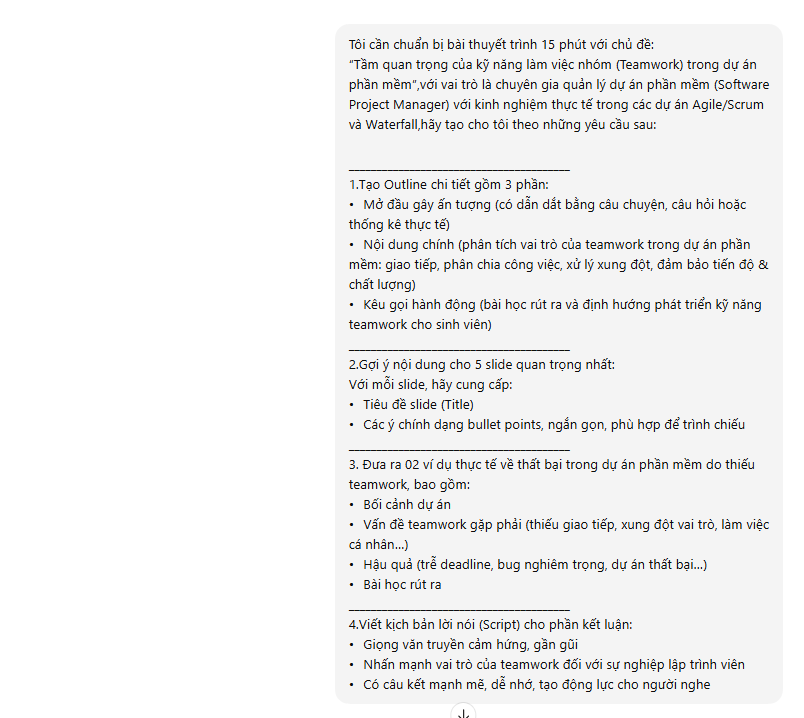 Tôi cần chuẩn bị bài thuyết trình 15 phút với chủ đề:
“Tầm quan trọng của kỹ năng làm việc nhóm (Teamwork) trong dự án
phần mềm”,với vai trò là chuyên gia quản lý dự án phần mềm (Software
Project Manager) với kinh nghiệm thực tế trong các dự án Agile/Scrum
và Waterfall,hãy tạo cho tôi theo những yêu cầu sau:
________________________________________
1.Tạo Outline chi tiết gồm 3 phần:
• Mở đầu gây ấn tượng (có dẫn dắt bằng câu chuyện, câu hỏi hoặc
thống kê thực tế)
• Nội dung chính (phân tích vai trò của teamwork trong dự án phần
mềm: giao tiếp, phân chia công việc, xử lý xung đột, đảm bảo tiến độ &
chất lượng)
• Kêu gọi hành động (bài học rút ra và định hướng phát triển kỹ năng
teamwork cho sinh viên)
________________________________________
2.Gợi ý nội dung cho 5 slide quan trọng nhất:
Với mỗi slide, hãy cung cấp:
• Tiêu đề slide (Title)
• Các ý chính dạng bullet points, ngắn gọn, phù hợp để trình chiếu
________________________________________
3. Đưa ra 02 ví dụ thực tế về thất bại trong dự án phần mềm do thiếu
teamwork, bao gồm:
• Bối cảnh dự án
• Vấn đề teamwork gặp phải (thiếu giao tiếp, xung đột vai trò, làm việc
cá nhân...)
• Hậu quả (trễ deadline, bug nghiêm trọng, dự án thất bại...)
• Bài học rút ra
________________________________________
4.Viết kịch bản lời nói (Script) cho phần kết luận:
• Giọng văn truyền cảm hứng, gần gũi
• Nhấn mạnh vai trò của teamwork đối với sự nghiệp lập trình viên
• Có câu kết mạnh mẽ, dễ nhớ, tạo động lực cho người nghe